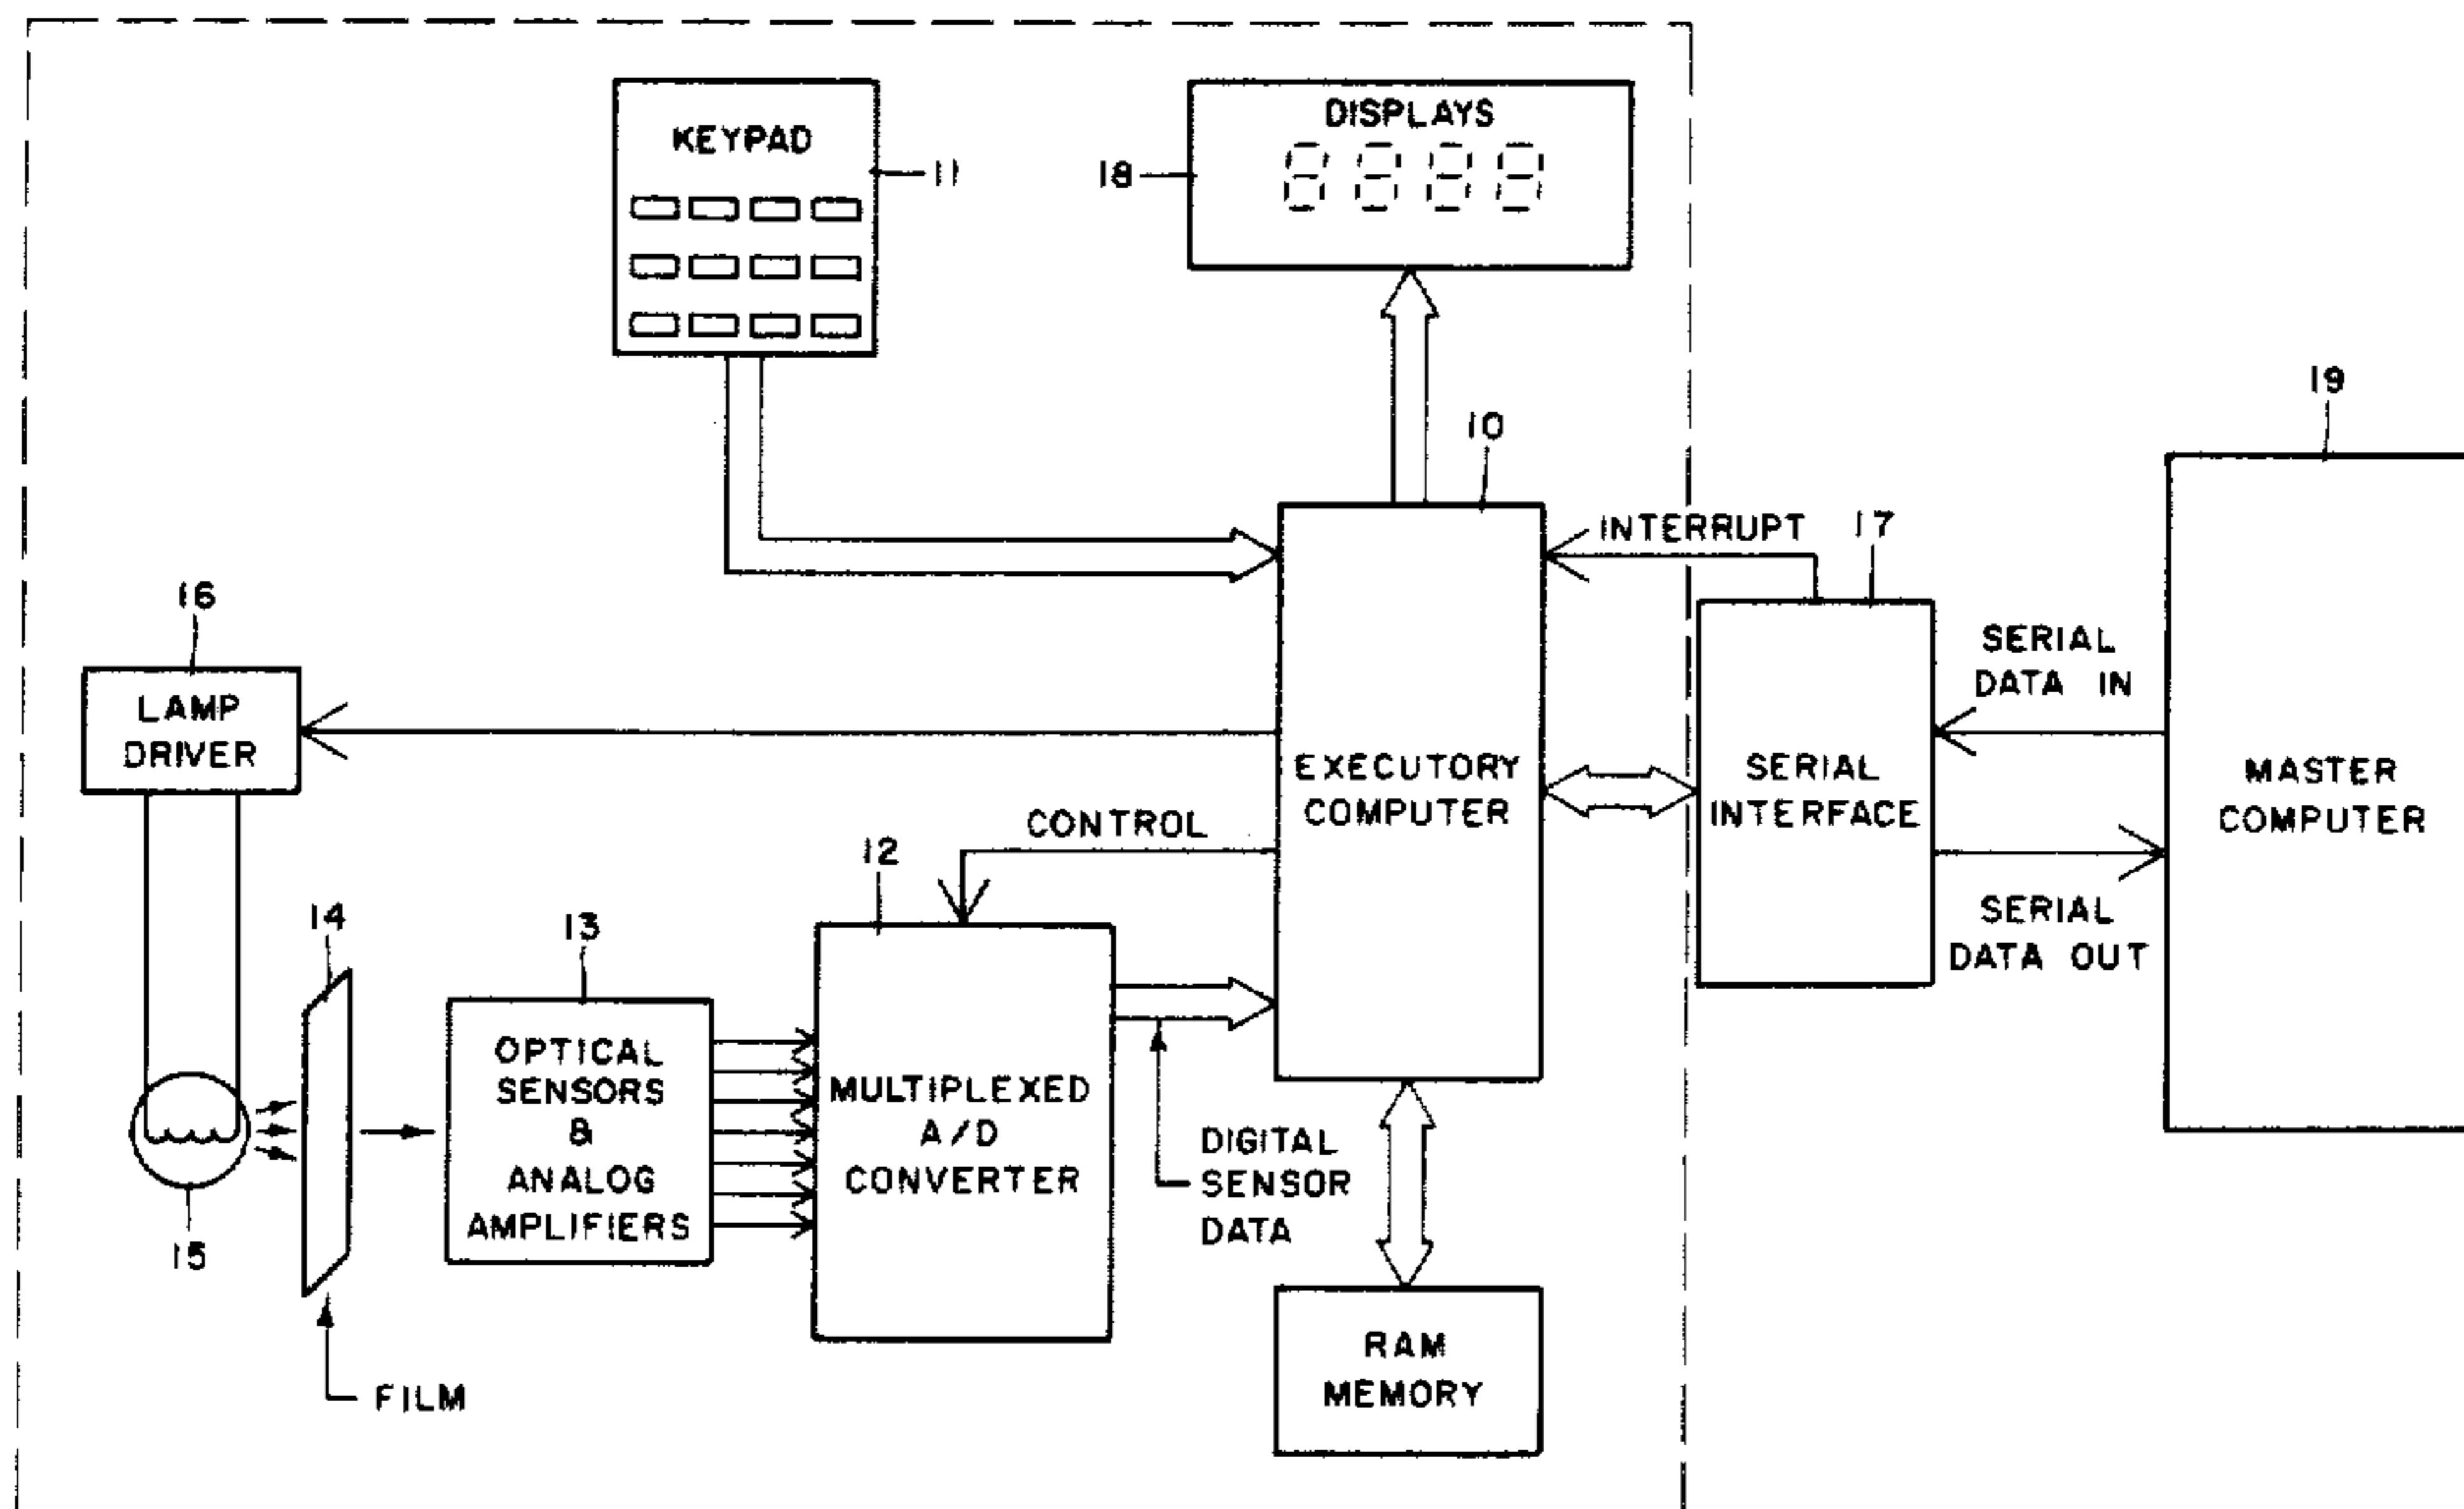 KEYPAD
11
DISPLAYS
8888
18
10
19
INTERRUPT
17
16
LAMP
DRIVER
SERIAL
DATA IN
EXECUTORY
COMPUTER
SERIAL
INTERFACE
MASTER
COMPUTER
CONTROL
12
SERIAL
DATA OUT
14
13
OPTICAL
SENSORS
&
ANALOG
AMPLIFIERS
MULTIPLEXED
A/D
CONVERTER
DIGITAL
SENSOR
DATA
15
FILM
RAM
MEMORY